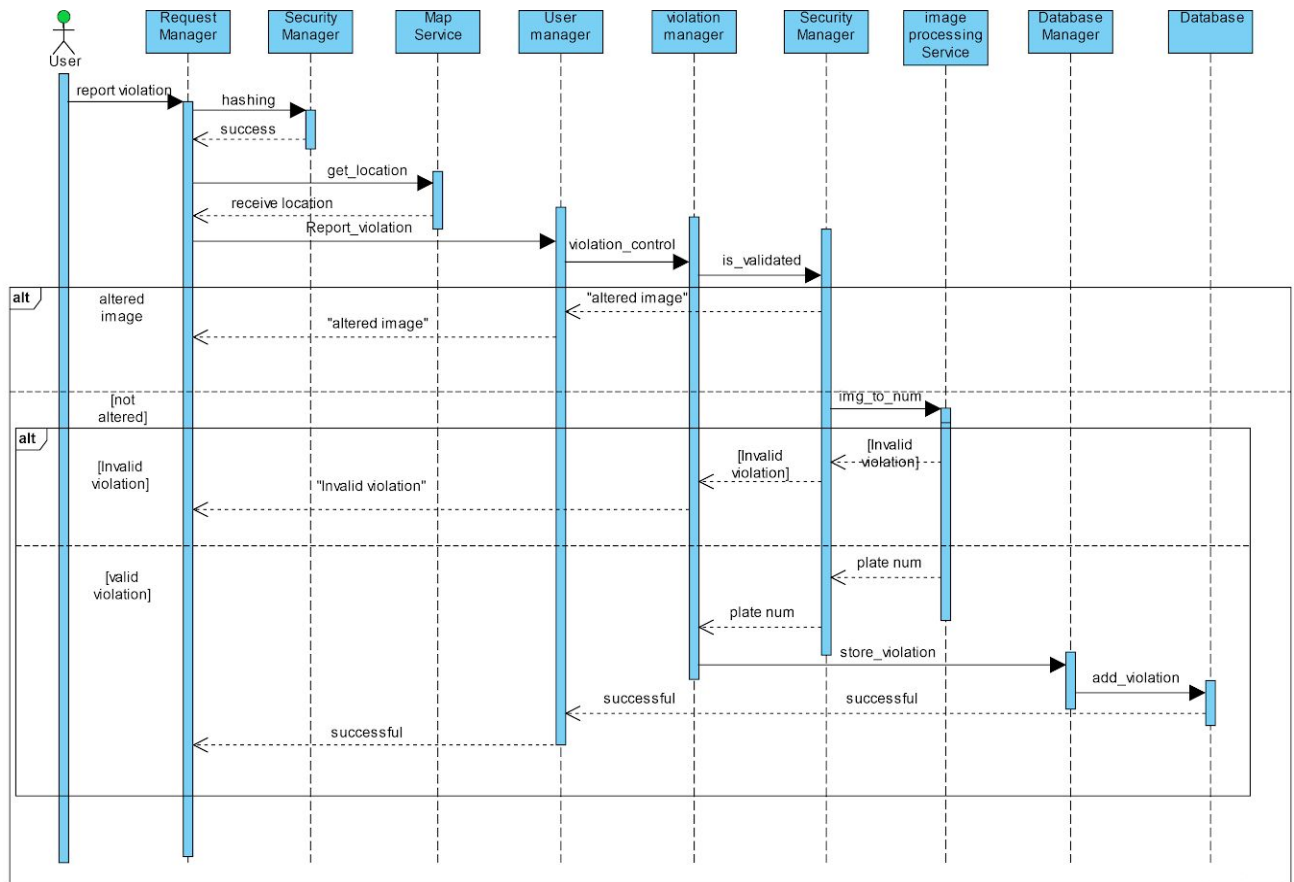 Request
Manager
Security
Manager
Map
Service
User
manager
violation
manager
Security
Manager
image
processing
Service
Database
Manager
Database
User
report violation
hashing
success
get_location
receive location
Report_violation
violation_control
is_validated
alt
altered
image
"altered image"
"altered image"
[not
altered]
img_to_num
alt
[Invalid
violation]
[Invalid
violation]
[Invalid
violation]
"Invalid violation"
[valid
violation]
plate num
plate num
store_violation
add_violation
successful
successful
successful